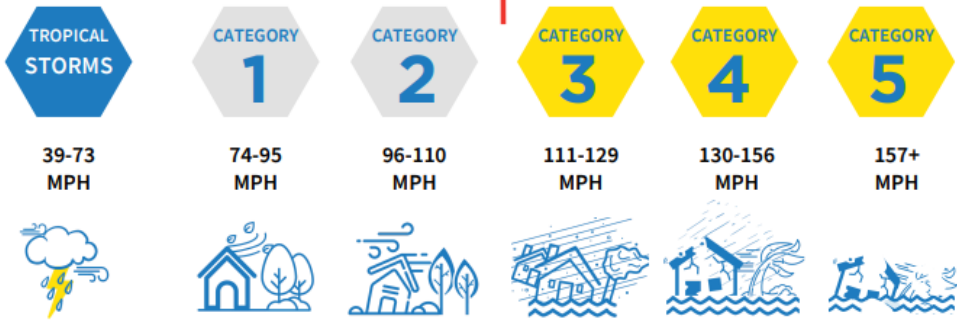 TROPICAL
STORMS
CATEGORY
1
CATEGORY
2
CATEGORY
3
CATEGORY
4
CATEGORY
5
39-73
MPH
74-95
MPH
96-110
MPH
111-129
MPH
130-156
MPH
157+
MPH